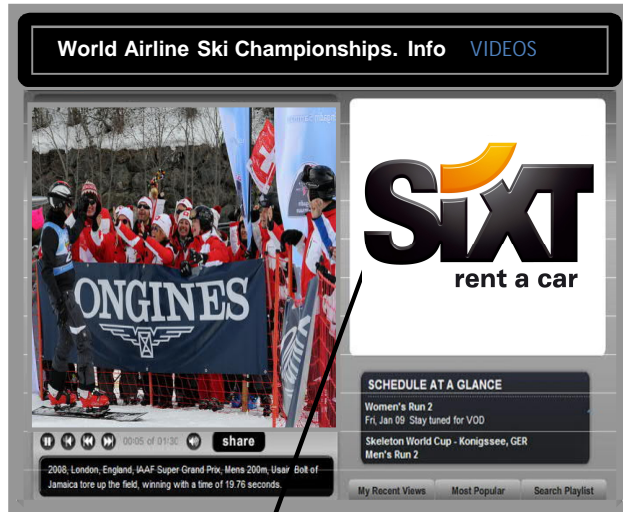 World Airline Ski Championships. Info VIDEOS
LONGINES
SiXT
rent a car
SCHEDULE AT A GLANCE
Women's Run 2
Fri, Jan 09 Stay tuned for VOD
Skeleton World Cup - Konigssee, GER
Men's Run 2
00:05 of 01:30
share
2008, London, England, IAAF Super Grand Prix, Mens 200m, Usair Bolt of
Jamaica tore up the field, winning with a time of 19.76 seconds.
My Recent Views Most Popular Search Playlist